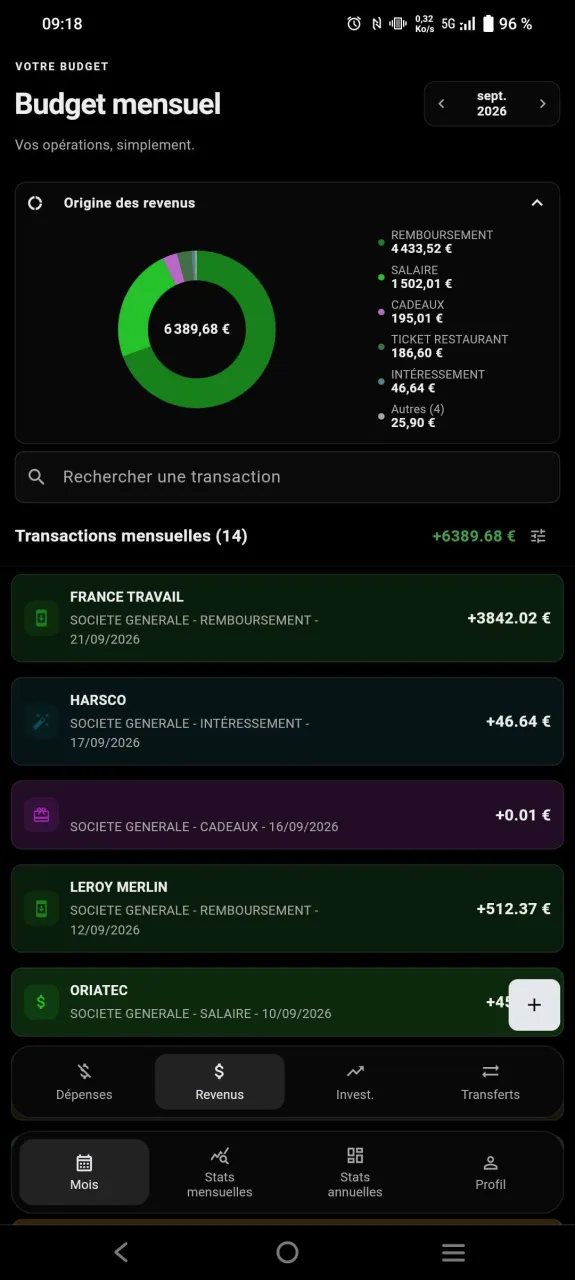 09:18
0,32
Ko/s
5G
96 %
VOTRE BUDGET
Budget mensuel
sept.
2026
Vos opérations, simplement.
Origine des revenus
6 389,68 €
REMBOURSEMENT
4 433,52 €
SALAIRE
1 502,01 €
CADEAUX
195,01 €
TICKET RESTAURANT
186,60 €
INTÉRESSEMENT
46,64 €
Autres (4)
25,90 €
Rechercher une transaction
Transactions mensuelles (14)
+6389.68 €
FRANCE TRAVAIL
SOCIETE GENERALE - REMBOURSEMENT -
21/09/2026
+3842.02 €
HARSCO
SOCIETE GENERALE - INTÉRESSEMENT -
17/09/2026
+46.64 €
SOCIETE GENERALE - CADEAUX - 16/09/2026
+0.01 €
LEROY MERLIN
SOCIETE GENERALE - REMBOURSEMENT -
12/09/2026
+512.37 €
ORIATEC
SOCIETE GENERALE - SALAIRE - 10/09/2026
+
Dépenses
Revenus
Invest.
Transferts
Mois
Stats
mensuelles
Stats
annuelles
Profil